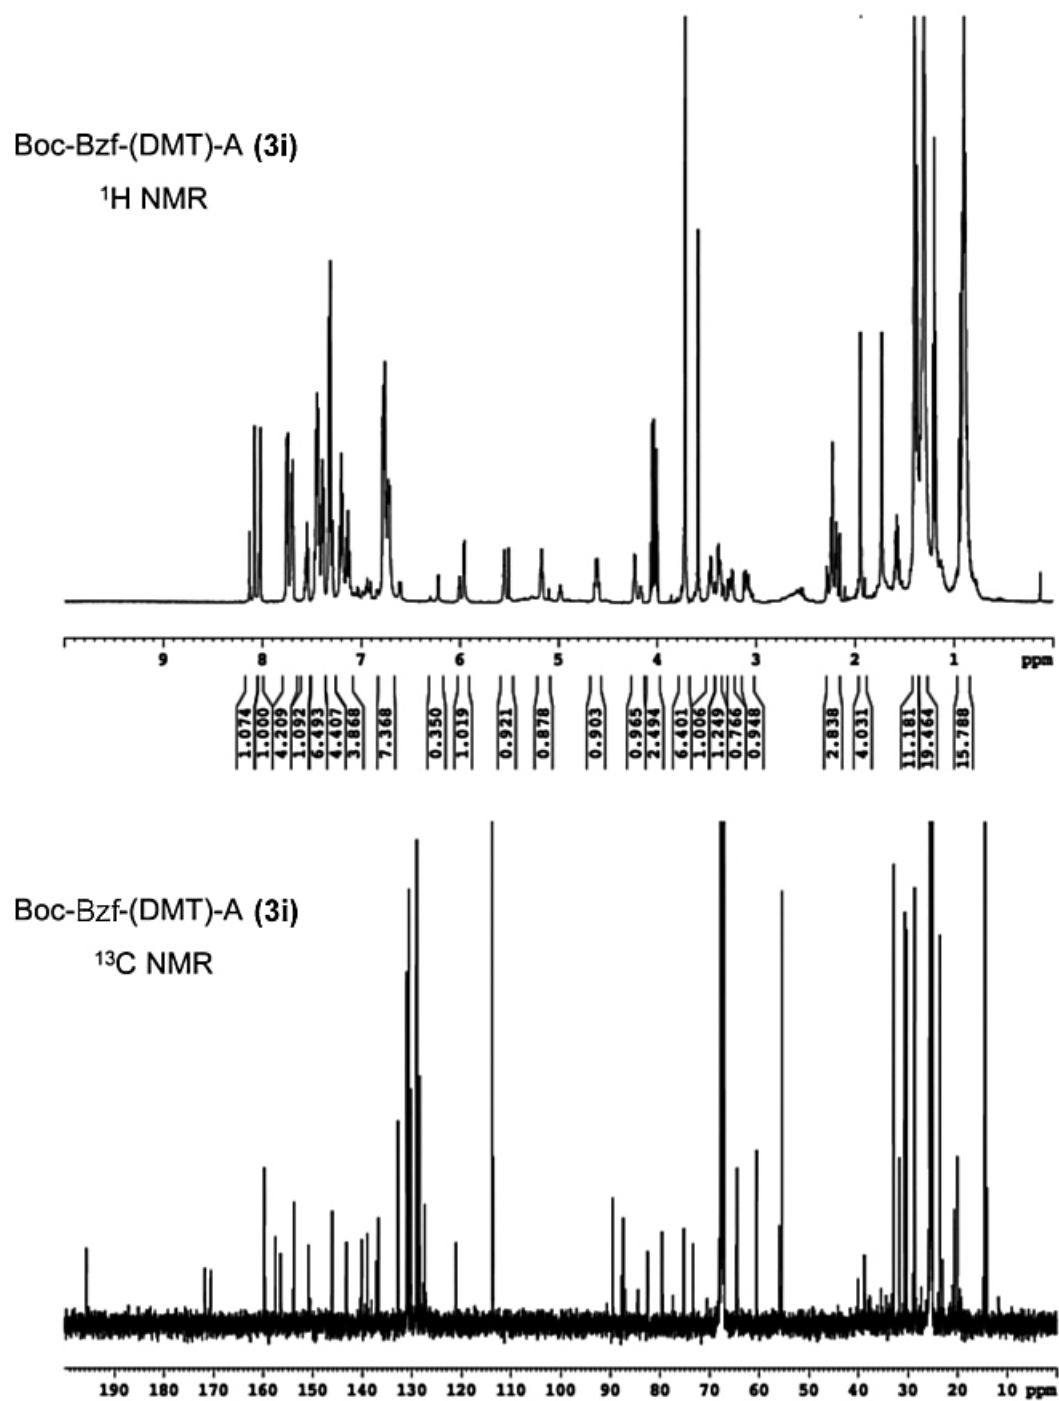 Boc-Bzf-(DMT)-A (3i)
¹H NMR
9 8 7 6 5 4 3 2 1 ppm
1.074 1.000 4.209 1.092 6.493 4.407 3.868 7.368 0.350 1.019 0.921 0.878 0.903 0.965 2.494 6.401 1.006 1.249 0.766 0.948 2.838 4.031 11.181 19.464 15.788
Boc-Bzf-(DMT)-A (3i)
¹³C NMR
190 180 170 160 150 140 130 120 110 100 90 80 70 60 50 40 30 20 10 ppm